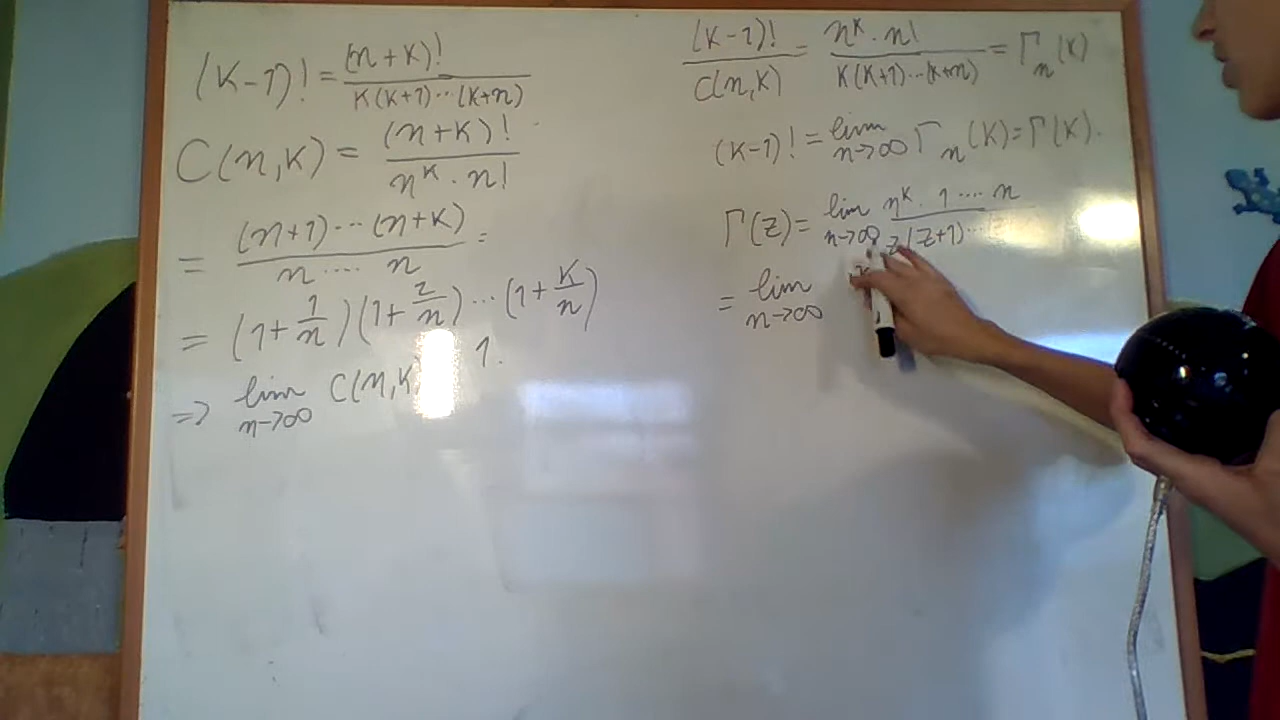 (K-1)! = (n+K)! / K(K+1)···(K+n)
C(n,K) = (n+K)! / n^K · n!
= (n+1)···(n+K) / n ···· n =
= (1+1/n)(1+2/n)···(1+K/n)
=> lim n→∞ C(n,K 1.
(K-1)! / C(n,K) = n^K · n! / K(K+1)···(K+n) = Γ_n(K)
(K-1)! = lim n→∞ Γ_n(K) = Γ(K).
Γ(z) = lim n→∞ n^K · 1 ···· n / z(z+1)···
= lim n→∞